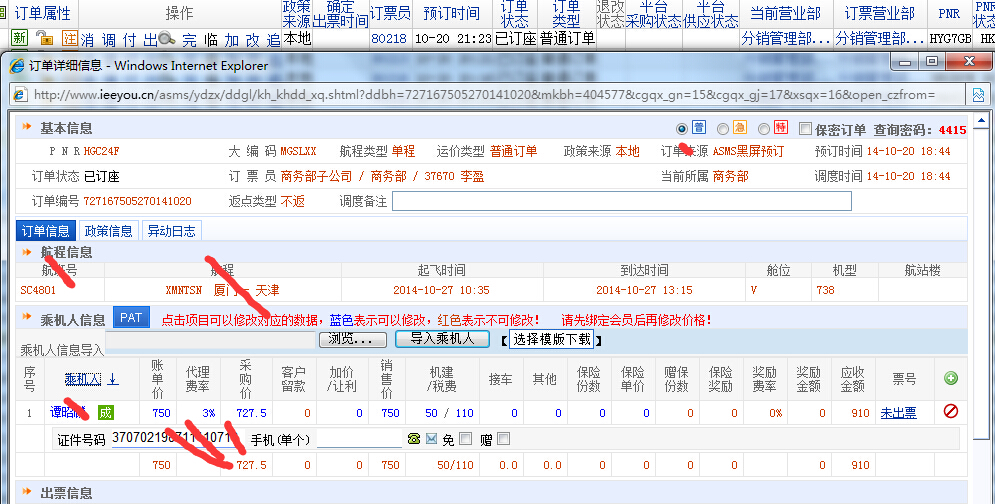 订单属性 操作 政策来源 确定出票时间 订票员 预订时间 订单状态 订单类型 退改状态 平台采购状态 平台供应状态 当前营业部 订票营业部 PNR PNR状态
新 注 消 调 付 出 完 临 加 改 追 本地 80218 10-20 21:23 已订座 普通订单 分销管理部... 分销管理部... HYG7GB HK
订单详细信息 - Windows Internet Explorer
http://www.ieeyou.cn/asms/ydzx/ddgl/kh_khdd_xq.shtml?ddbh=727167505270141020&mkbh=404577&cgqx_gn=15&cgqx_gj=17&xsqx=16&open_czfrom=
基本信息 普 急 特 保密订单 查询密码: 4415
P N R HGC24F 大 编 码 MGSLXX 航程类型 单程 运价类型 普通订单 政策来源 本地 订单来源 ASMS黑屏预订 预订时间 14-10-20 18:44
订单状态 已订座 订 票 员 商务部子公司 / 商务部 / 37670 李盈 当前所属 商务部 调度时间 14-10-20 18:44
订单编号 727167505270141020 返点类型 不返 调度备注
订单信息 政策信息 异动日志
航程信息
航班号 航程 起飞时间 到达时间 舱位 机型 航站楼
SC4801 XMNTSN 厦门 - 天津 2014-10-27 10:35 2014-10-27 13:15 V 738
乘机人信息 PAT 点击项目可以修改对应的数据，蓝色表示可以修改，红色表示不可修改! 请先绑定会员后再修改价格!
乘机人信息导入 浏览... 导入乘机人 【选择模版下载】
序号 乘机人 ↓ 账单价 代理费率 采购价 客户留款 加价/让利 销售价 机建/税费 接车 其他 保险份数 保险单价 赠保份数 保险奖励 奖励费率 奖励金额 应收金额 票号
1 成 750 3% 727.5 0 0 750 50 / 110 0 0 0 0 0 0 0% 0 910 未出票
证件号码 手机(单个) 免 赠
750 727.5 0 0 750 50/110 0.0 0.0 0 0 0 0 0 910
出票信息